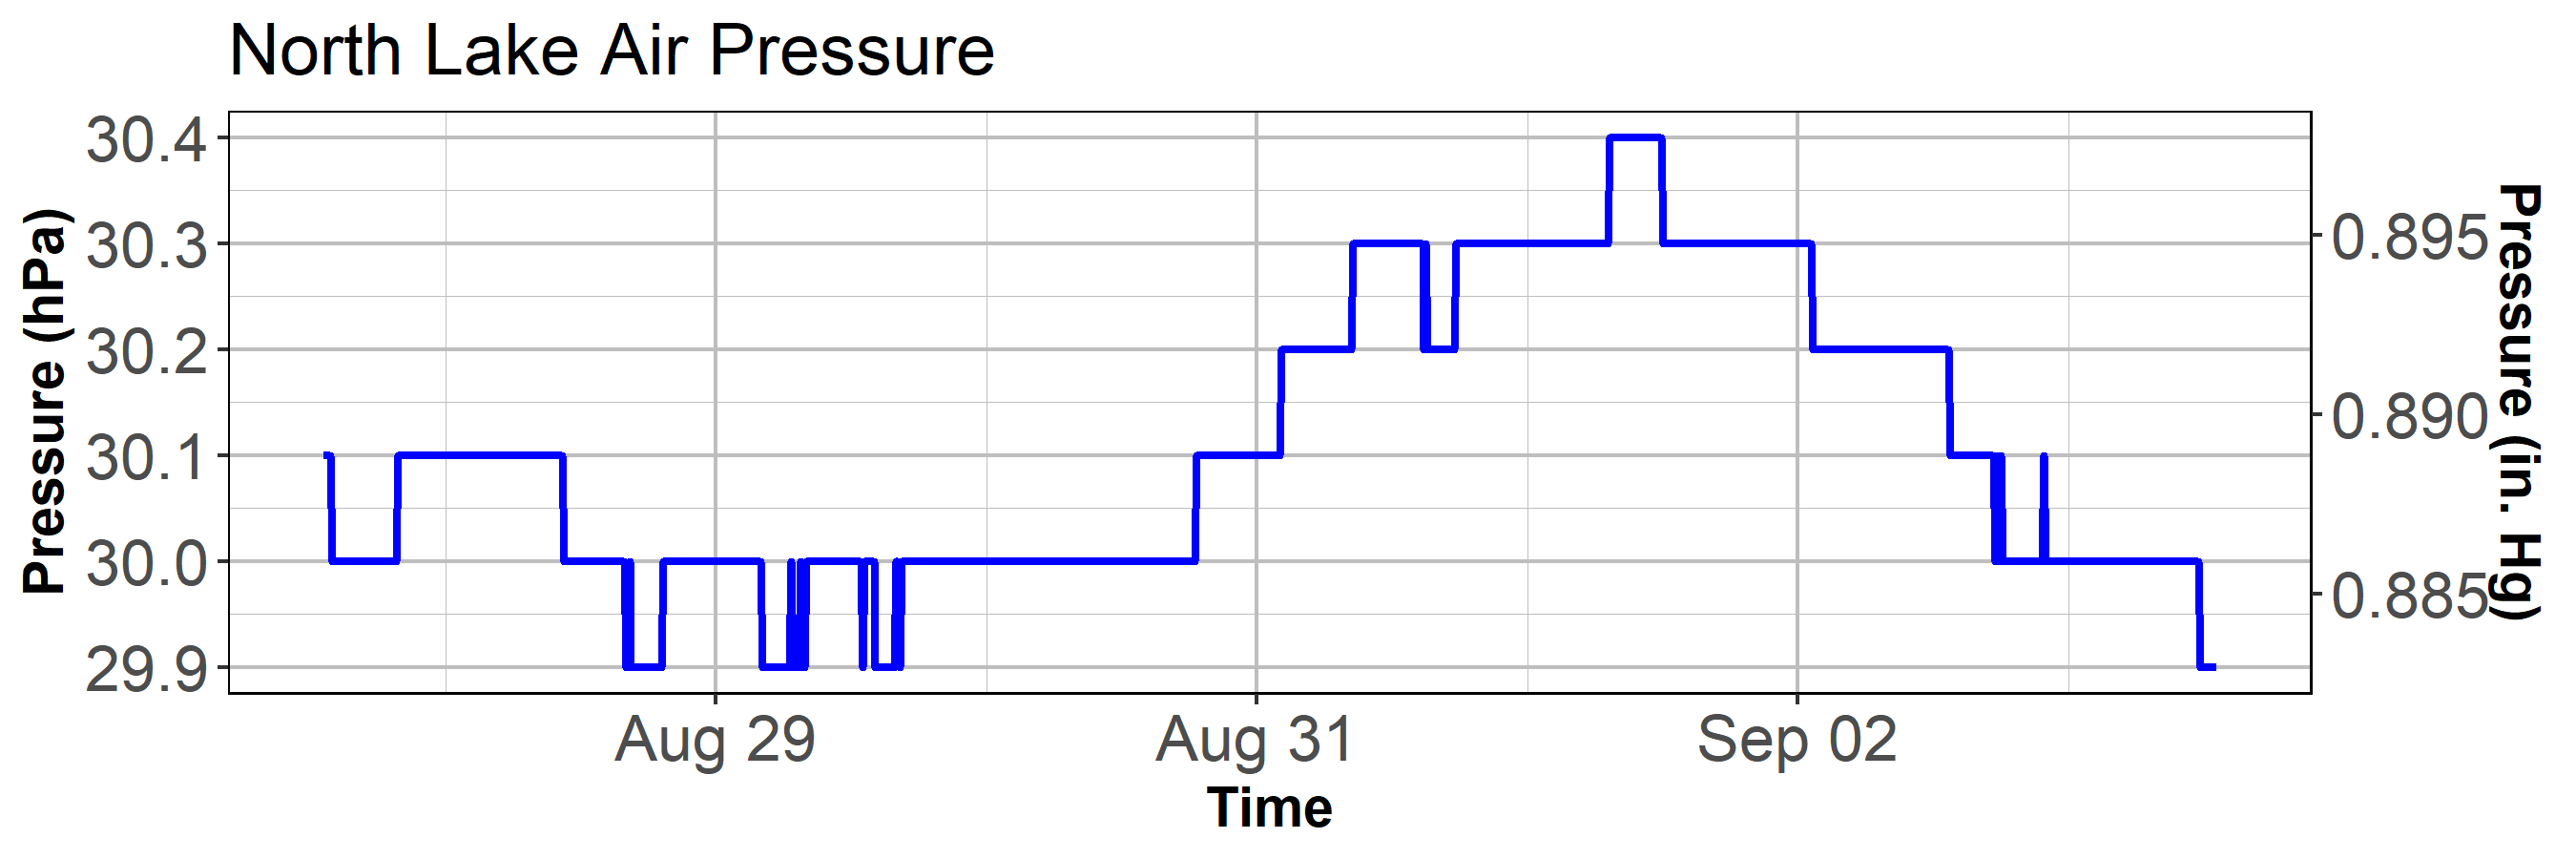 North Lake Air Pressure
30.4
30.3
30.2
30.1
30.0
29.9
Pressure (hPa)
0.895
0.890
0.885
Pressure (in. Hg)
Aug 29
Aug 31
Sep 02
Time